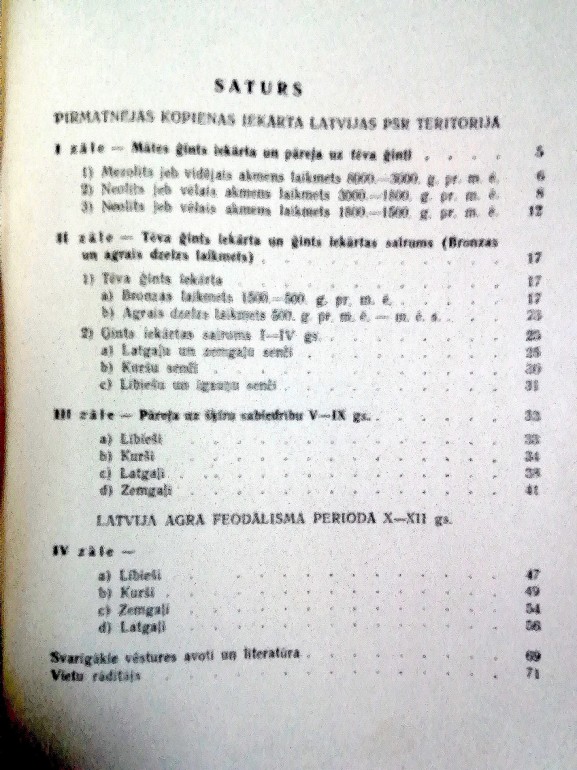 SATURS
PIRMATNĒJĀS KOPIENAS IEKĀRTA LATVIJAS PSR TERITORIJĀ
I zāle — Mātes ģints iekārta un pāreja uz tēva ģinti . . . . 5
1) Mezolits jeb vidējais akmens laikmets 8000.—3000. g. pr. m. ē. 6
2) Neolīts jeb vēlais akmens laikmets 3000.—1800. g. pr. m. ē. 8
3) Neolīts jeb vēlais akmens laikmets 1800.—1500. g. pr. m. ē. 12
II zāle — Tēva ģints iekārta un ģints iekārtas sairums (Bronzas
un agrais dzelzs laikmets) . . . . . . . . . . 17
1) Tēva ģints iekārta . . . . . . . . . . 17
a) Bronzas laikmets 1500.—500. g. pr. m. ē. . . . . 17
b) Agrais dzelzs laikmets 500. g. pr. m. ē. — m. ē. s. . . . 23
2) Ģints iekārtas sairums I—IV gs. . . . . . . . 25
a) Latgaļu un zemgaļu senči . . . . . . . . 25
b) Kuršu senči . . . . . . . . . . 30
c) Lībiešu un igauņu senči . . . . . . . . 31
III zāle — Pāreja uz šķiru sabiedrību V—IX gs. . . . . . . 33
a) Lībieši . . . . . . . . . . 33
b) Kurši . . . . . . . . . . 34
c) Latgaļi . . . . . . . . . . 38
d) Zemgaļi . . . . . . . . . . 41
LATVIJA AGRĀ FEODĀLISMA PERIODĀ X—XII gs.
IV zāle —
a) Lībieši . . . . . . . . . . 47
b) Kurši . . . . . . . . . . 49
c) Zemgaļi . . . . . . . . . . 54
d) Latgaļi . . . . . . . . . . 56
Svarīgākie vēstures avoti un literatūra . . . . . . . 69
Vietu rādītājs . . . . . . . . . . 71